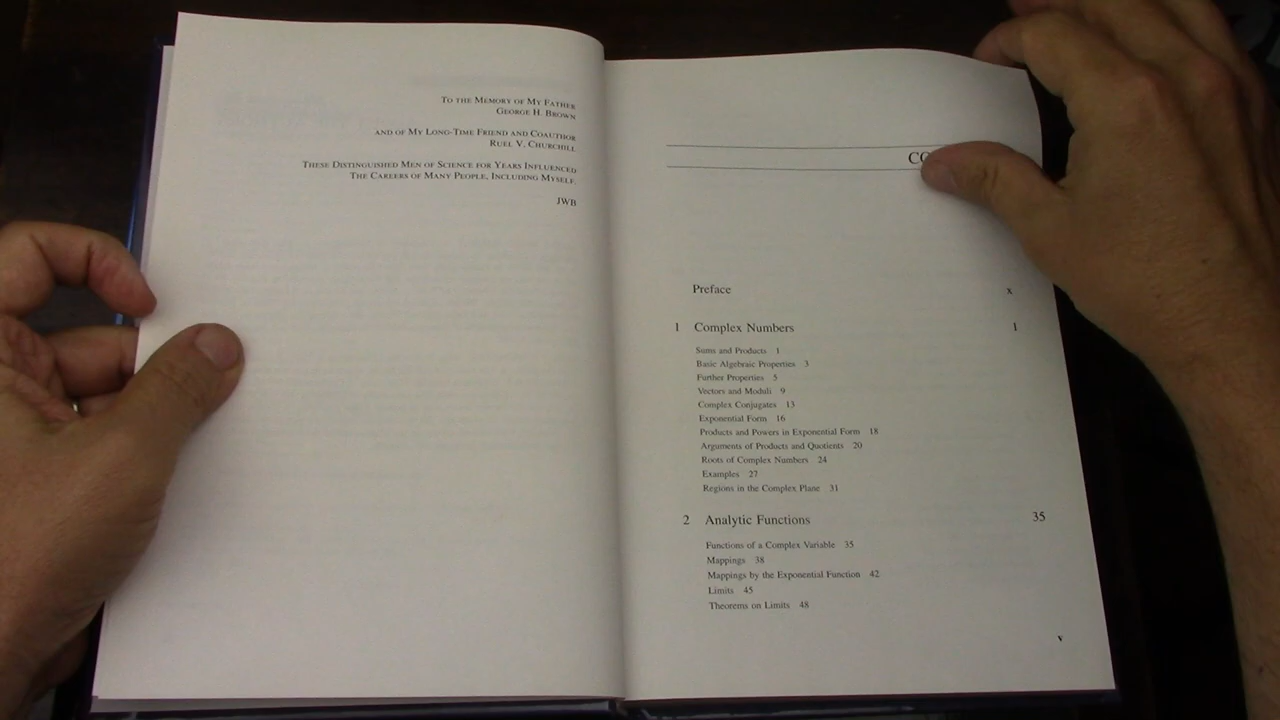 TO THE MEMORY OF MY FATHER
GEORGE H. BROWN
AND OF MY LONG-TIME FRIEND AND COAUTHOR
RUEL V. CHURCHILL
THESE DISTINGUISHED MEN OF SCIENCE FOR YEARS INFLUENCED
THE CAREERS OF MANY PEOPLE, INCLUDING MYSELF.
JWB
Preface x
1 Complex Numbers 1
Sums and Products 1
Basic Algebraic Properties 3
Further Properties 5
Vectors and Moduli 9
Complex Conjugates 13
Exponential Form 16
Products and Powers in Exponential Form 18
Arguments of Products and Quotients 20
Roots of Complex Numbers 24
Examples 27
Regions in the Complex Plane 31
2 Analytic Functions 35
Functions of a Complex Variable 35
Mappings 38
Mappings by the Exponential Function 42
Limits 45
Theorems on Limits 48
v